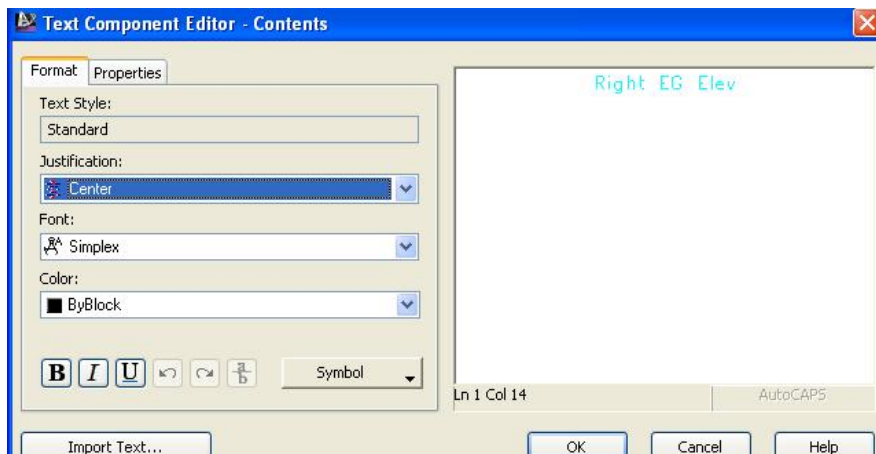 Text Component Editor - Contents
Format Properties
Text Style:
Standard
Justification:
Center
Font:
Simplex
Color:
ByBlock
B I U a/b Symbol
Right EG Elev
Ln 1 Col 14 AutoCAPS
Import Text... OK Cancel Help